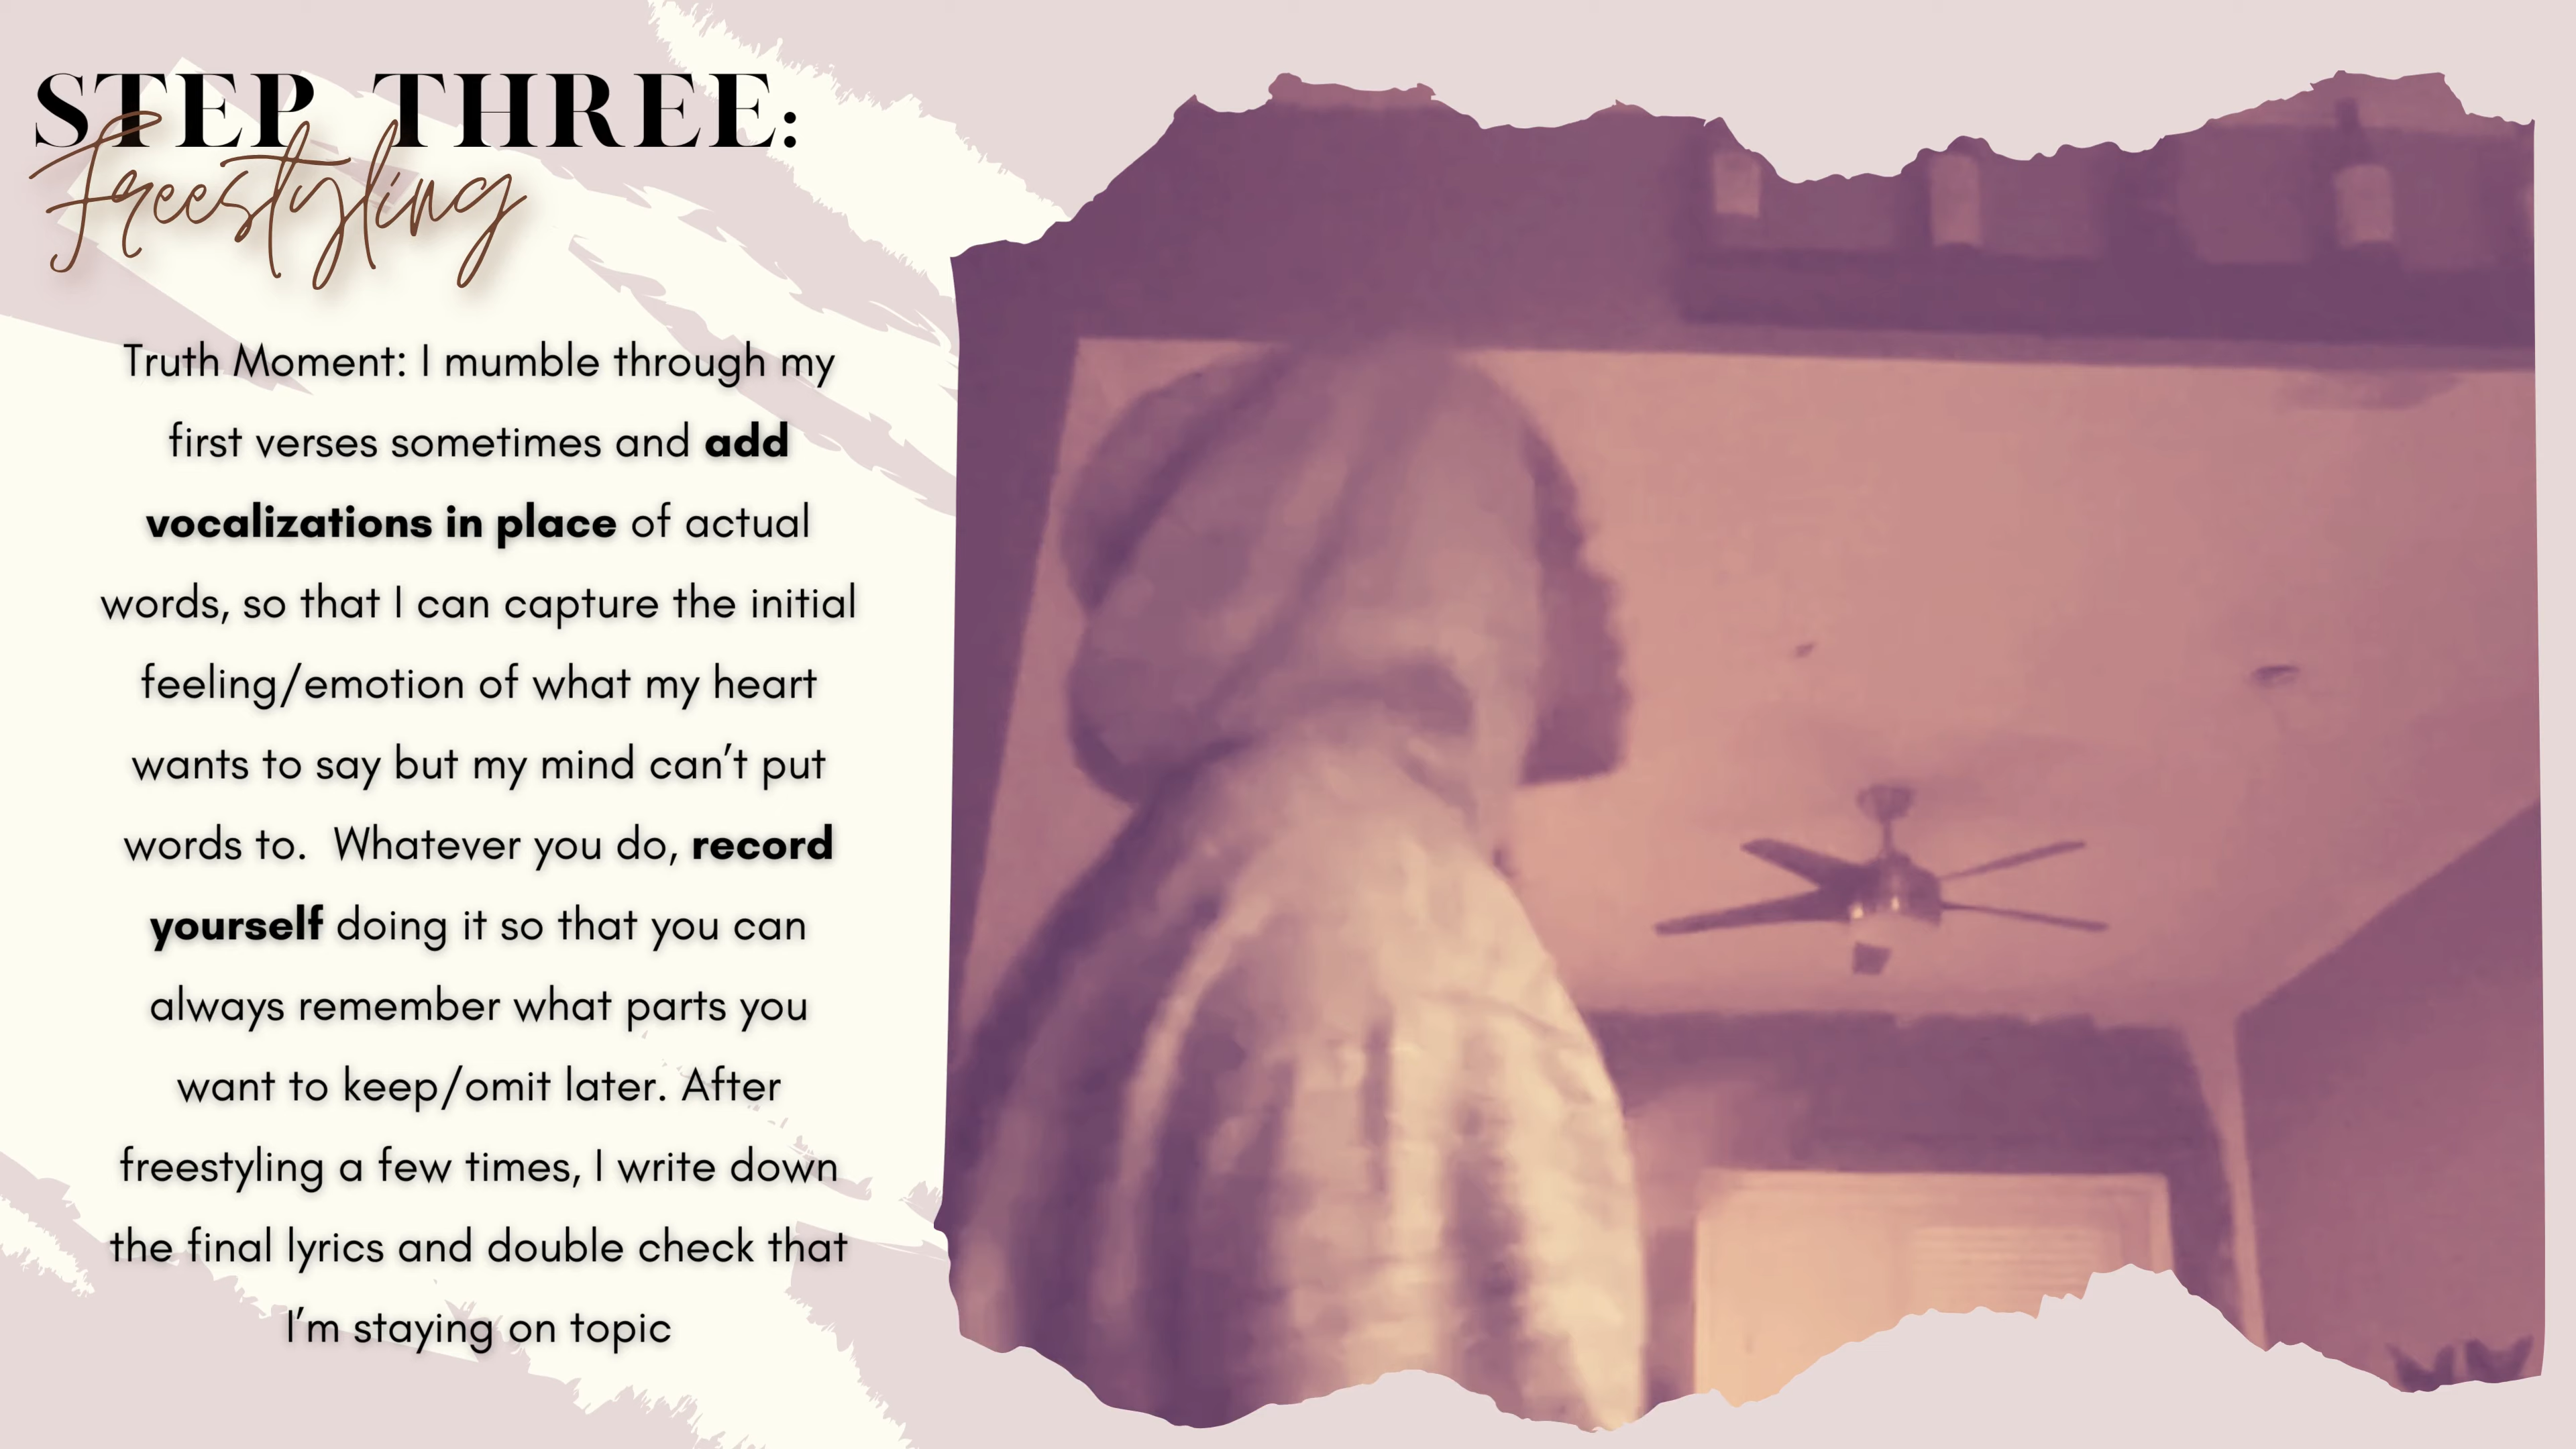 STEP THREE:
Freestyling
Truth Moment: I mumble through my
first verses sometimes and add
vocalizations in place of actual
words, so that I can capture the initial
feeling/emotion of what my heart
wants to say but my mind can't put
words to.  Whatever you do, record
yourself doing it so that you can
always remember what parts you
want to keep/omit later. After
freestyling a few times, I write down
the final lyrics and double check that
I'm staying on topic